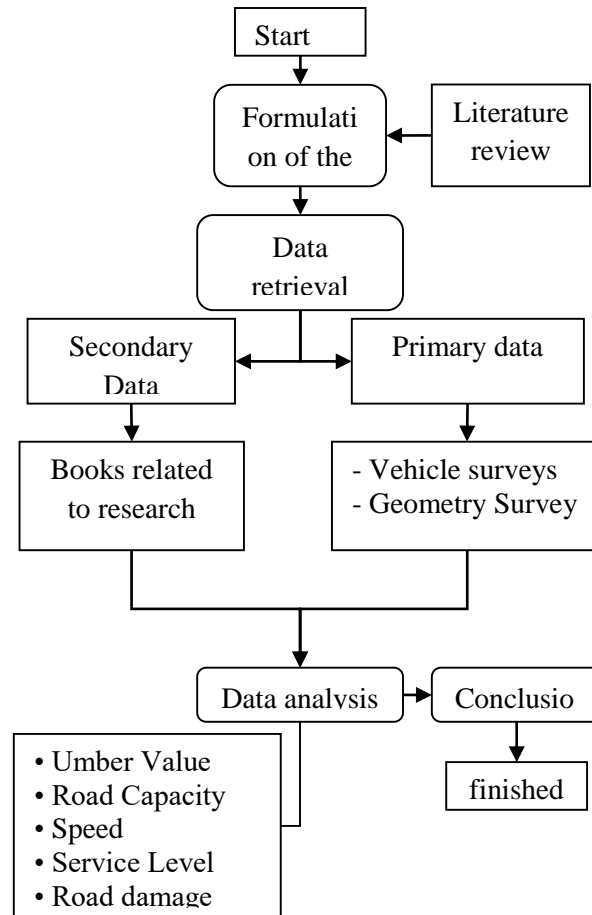 Start
Formulati
on of the
Literature
review
Data
retrieval
Secondary
Data
Primary data
Books related
to research
- Vehicle surveys
- Geometry Survey
Data analysis
Conclusio
• Umber Value
• Road Capacity
• Speed
• Service Level
• Road damage
finished